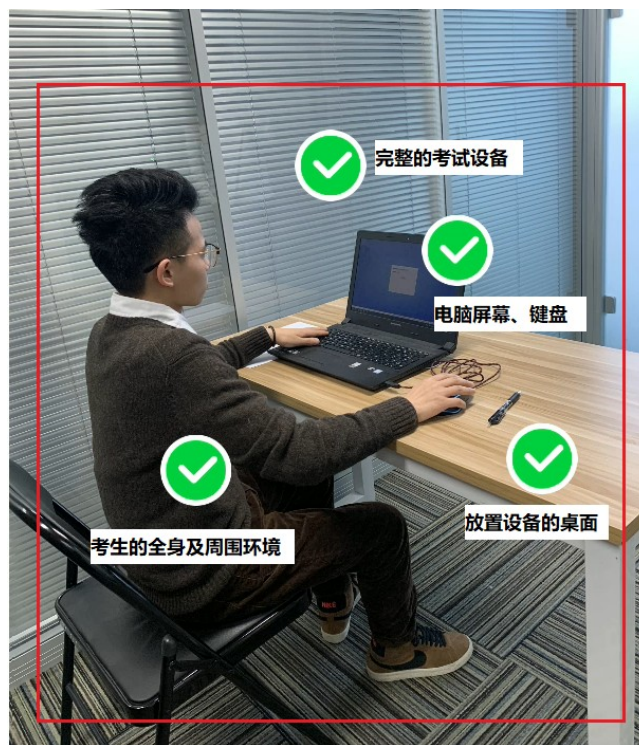 完整的考试设备
电脑屏幕、键盘
放置设备的桌面
考生的全身及周围环境